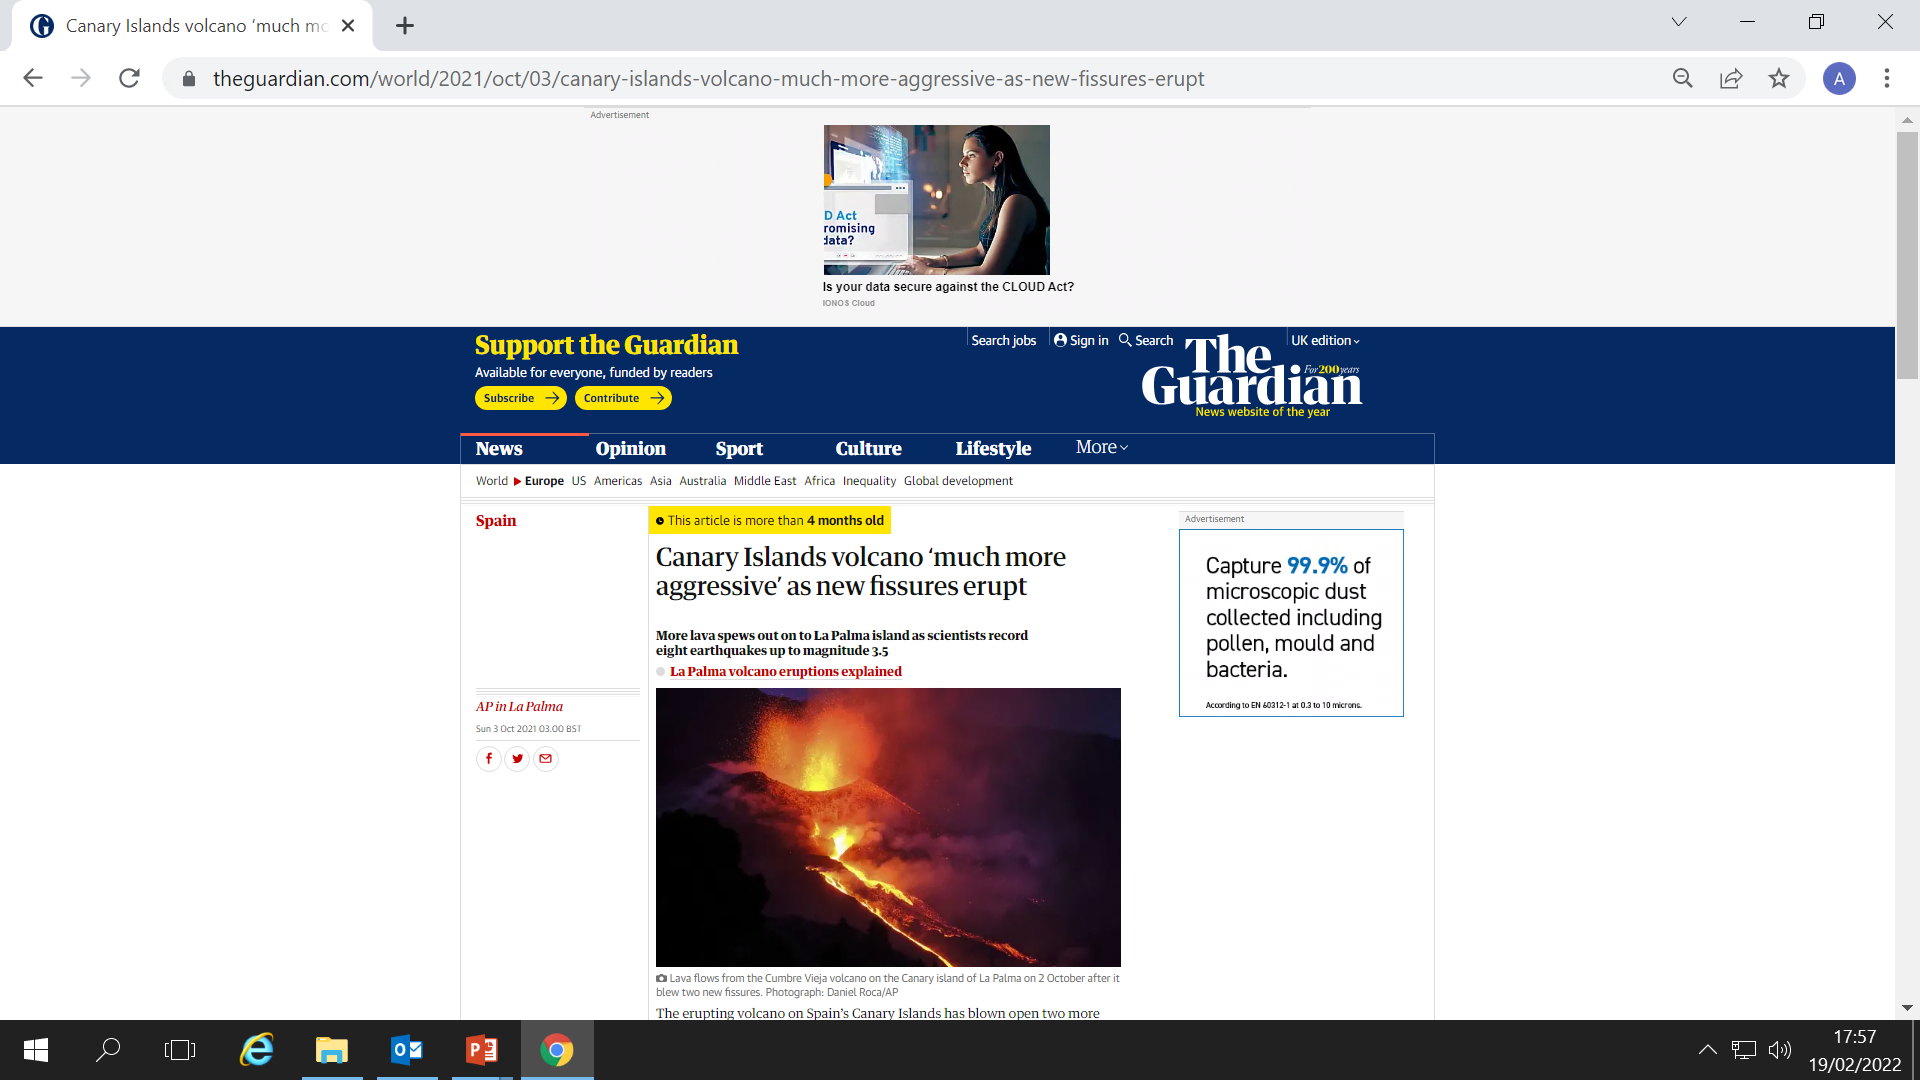 Canary Islands volcano ‘much mo
theguardian.com/world/2021/oct/03/canary-islands-volcano-much-more-aggressive-as-new-fissures-erupt
A
Advertisement
D Act
romising
data?
Is your data secure against the CLOUD Act?
IONOS Cloud
Support the Guardian
Available for everyone, funded by readers
Subscribe
Contribute
Search jobs
Sign in
Search
UK edition
The
Guardian
For 200 years
News website of the year
News Opinion Sport Culture Lifestyle More
World Europe US Americas Asia Australia Middle East Africa Inequality Global development
Spain
This article is more than 4 months old
Canary Islands volcano ‘much more
aggressive’ as new fissures erupt
More lava spews out on to La Palma island as scientists record
eight earthquakes up to magnitude 3.5
La Palma volcano eruptions explained
AP in La Palma
Sun 3 Oct 2021 03.00 BST
Lava flows from the Cumbre Vieja volcano on the Canary island of La Palma on 2 October after it
blew two new fissures. Photograph: Daniel Roca/AP
The erupting volcano on Spain’s Canary Islands has blown open two more
Advertisement
Capture 99.9% of
microscopic dust
collected including
pollen, mould and
bacteria.
According to EN 60312-1 at 0.3 to 10 microns.
17:57
19/02/2022